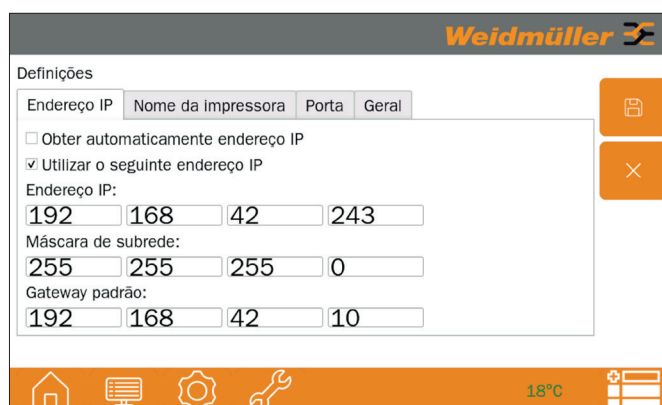 Weidmüller
Definições
Endereço IP Nome da impressora Porta Geral
Obter automaticamente endereço IP
Utilizar o seguinte endereço IP
Endereço IP:
192 168 42 243
Máscara de subrede:
255 255 255 0
Gateway padrão:
192 168 42 10
18°C